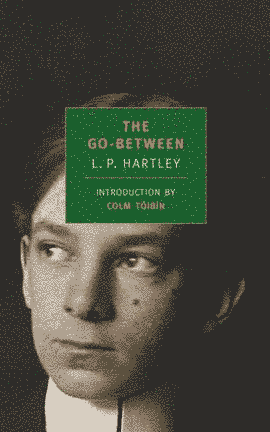 THE
GO-BETWEEN
L. P. HARTLEY
INTRODUCTION BY
COLM TÓIBÍN